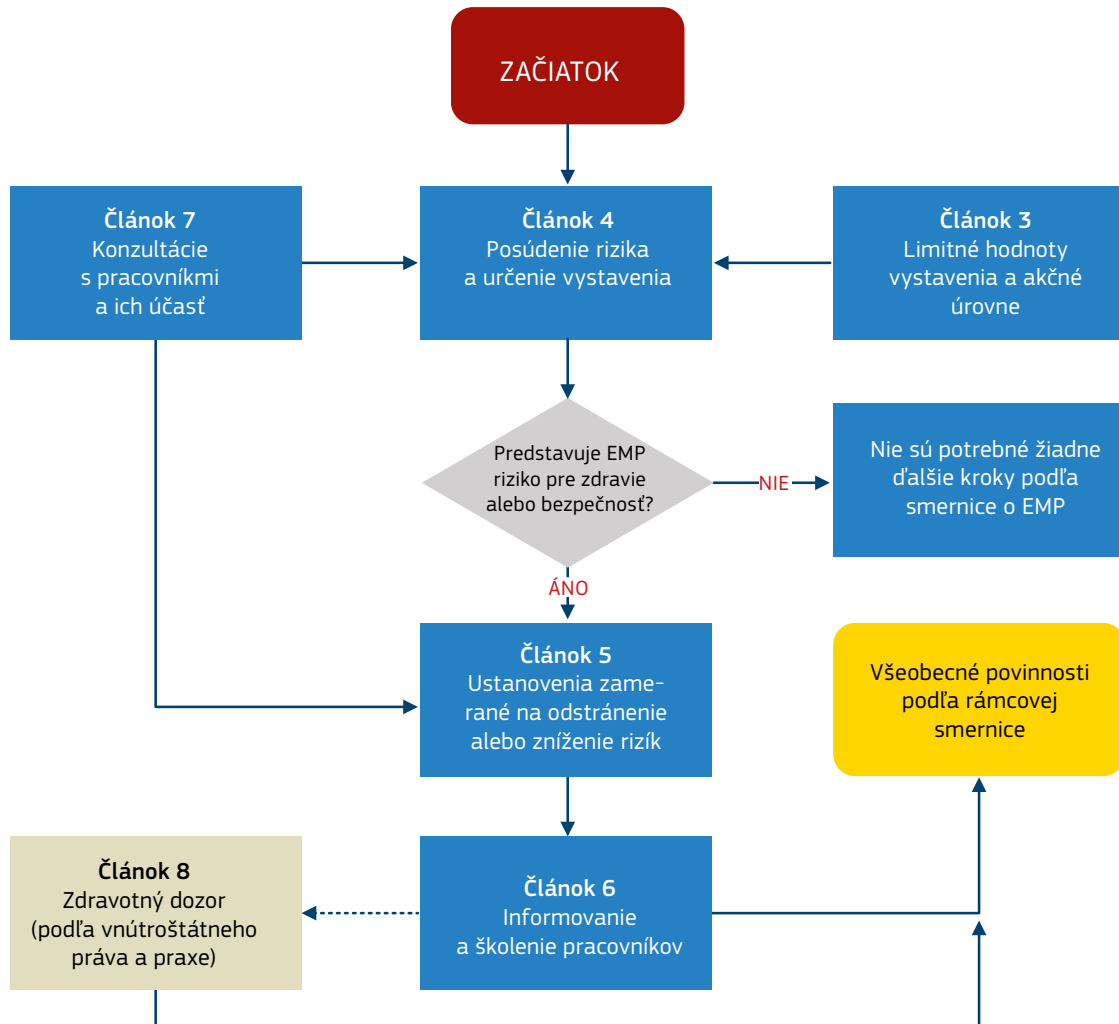 ZAČIATOK
Článok 7
Konzultácie
s pracovníkmi
a ich účasť
Článok 4
Posúdenie rizika
a určenie vystavenia
Článok 3
Limitné hodnoty
vystavenia a akčné
úrovne
Predstavuje EMP
riziko pre zdravie
alebo bezpečnosť?
NIE
Nie sú potrebné žiadne
ďalšie kroky podľa
smernice o EMP
ÁNO
Článok 5
Ustanovenia zame-
rané na odstránenie
alebo zníženie rizík
Všeobecné povinnosti
podľa rámcovej
smernice
Článok 8
Zdravotný dozor
(podľa vnútroštátneho
práva a praxe)
Článok 6
Informovanie
a školenie pracovníkov